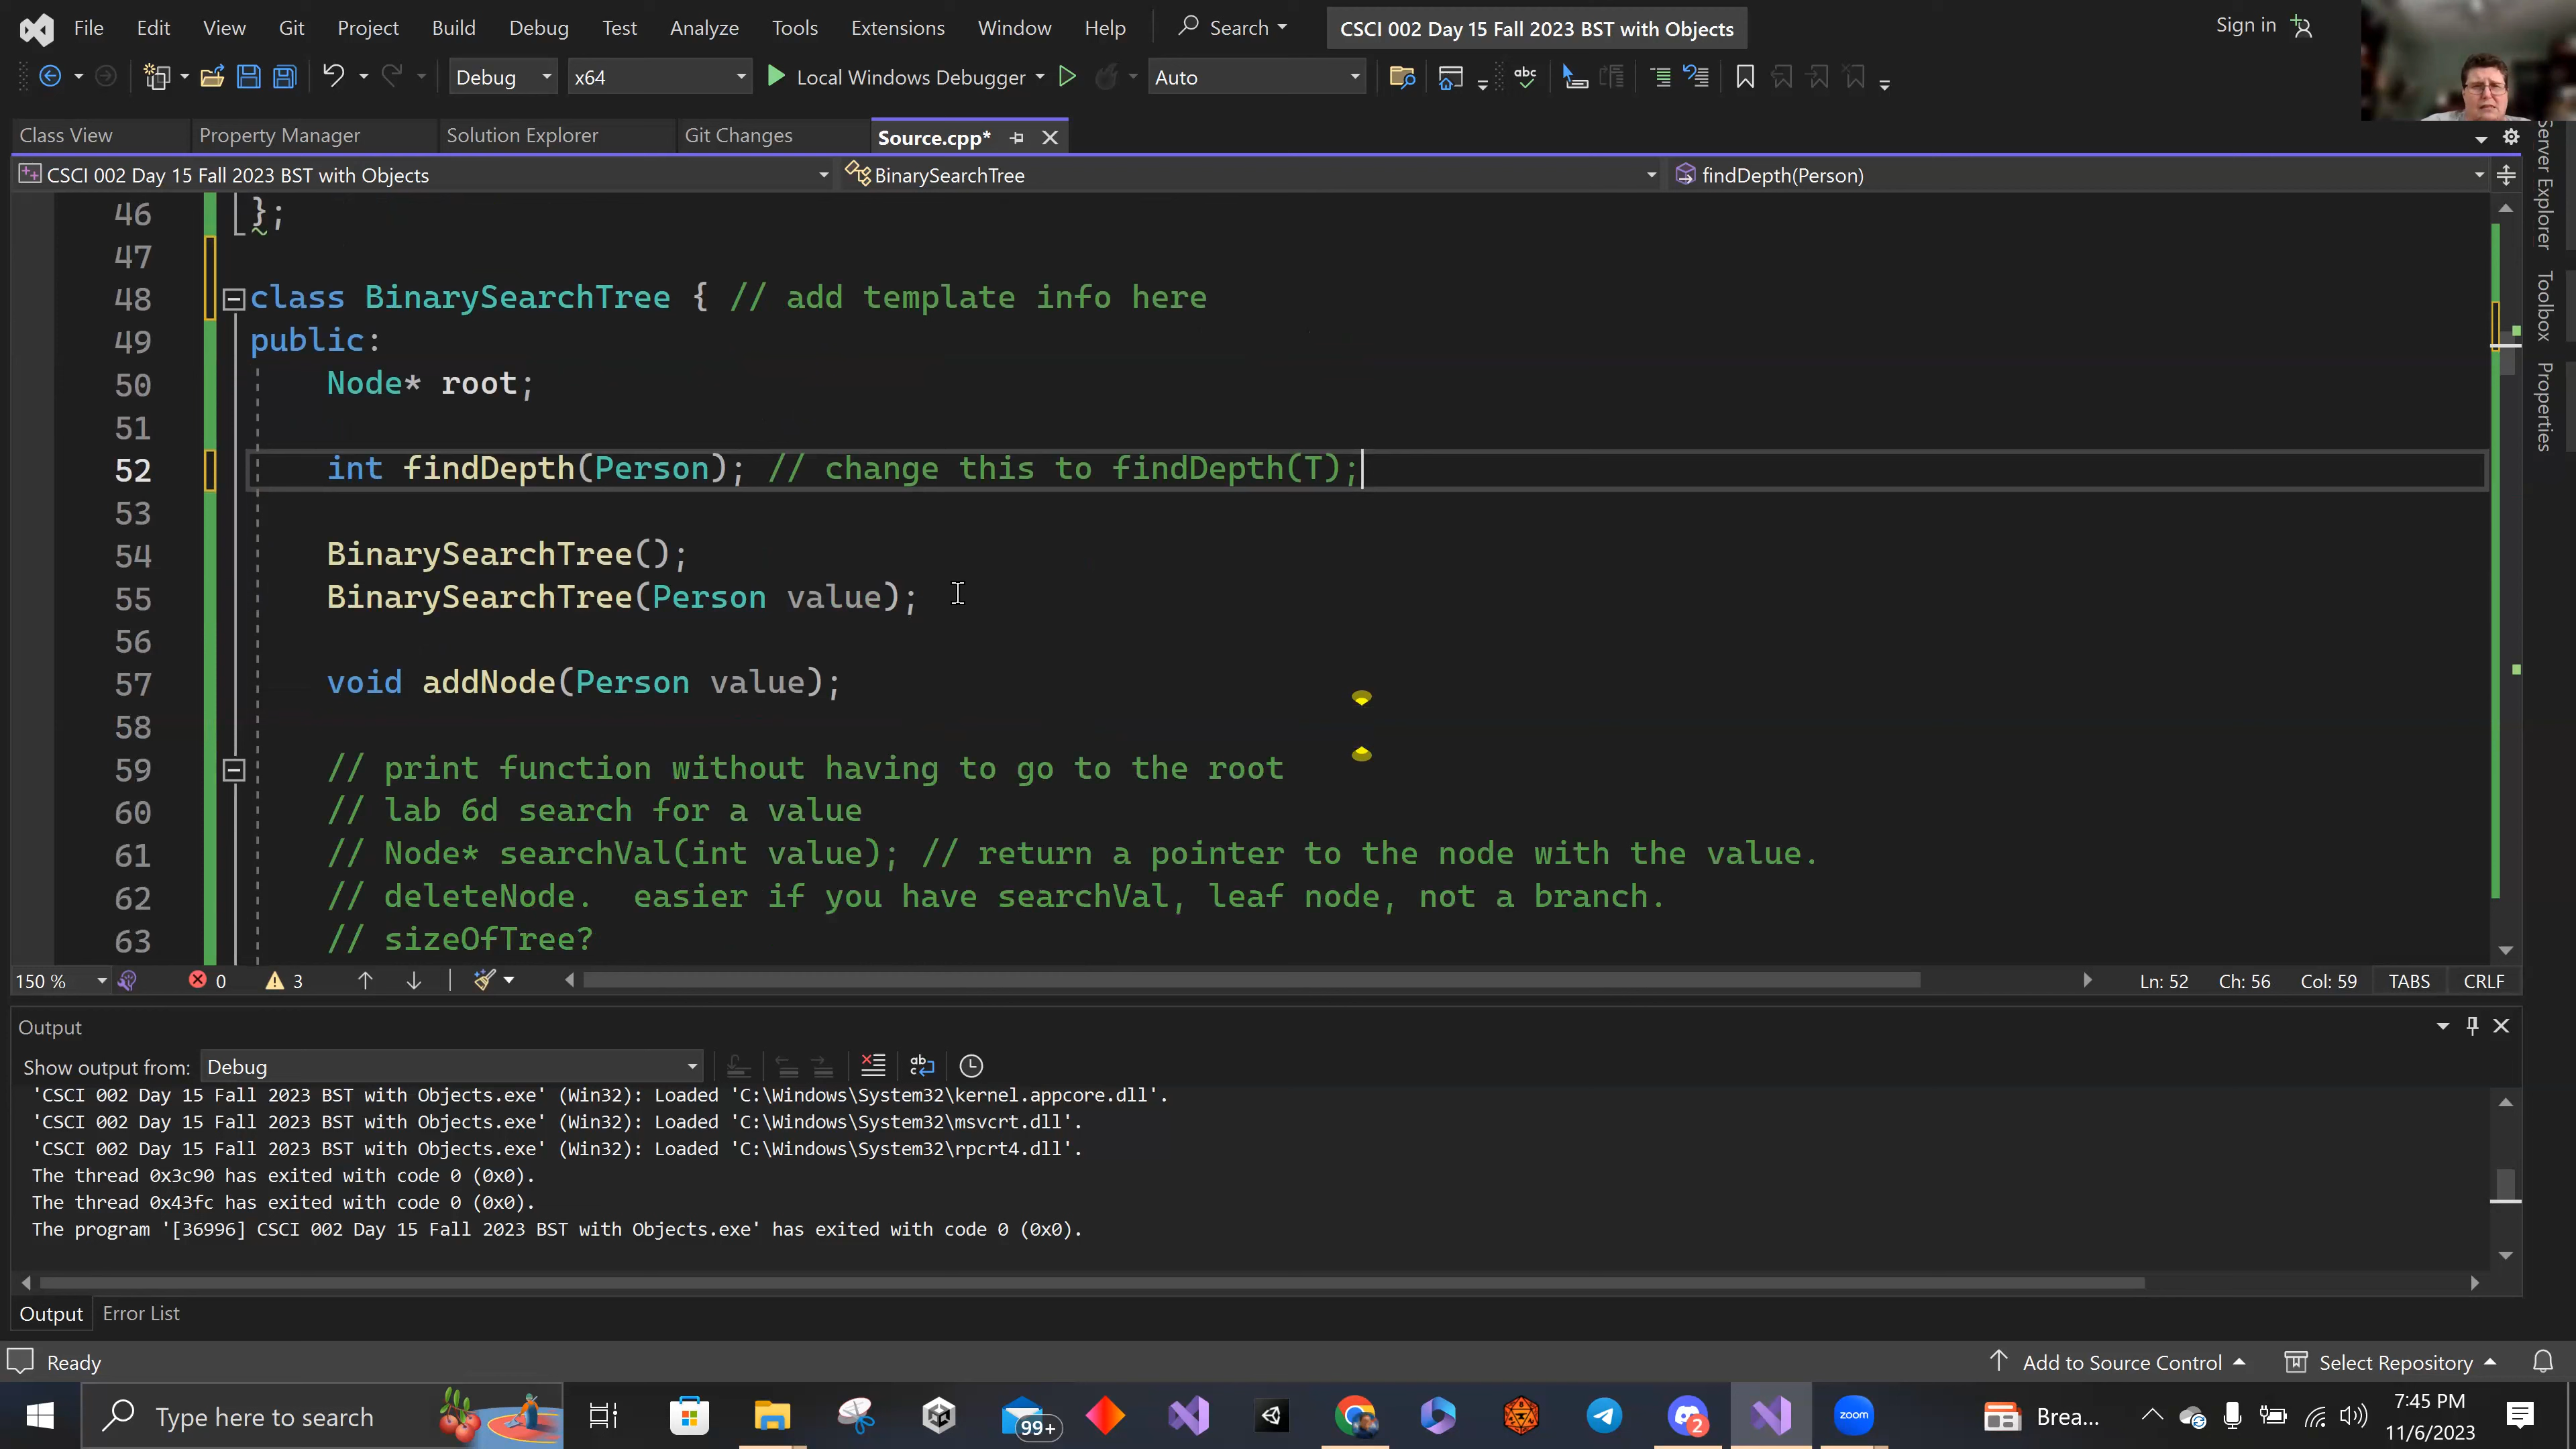 File Edit View Git Project Build Debug Test Analyze Tools Extensions Window Help Search CSCI 002 Day 15 Fall 2023 BST with Objects Sign in
Debug x64 Local Windows Debugger Auto abc
Class View Property Manager Solution Explorer Git Changes Source.cpp*
CSCI 002 Day 15 Fall 2023 BST with Objects BinarySearchTree findDepth(Person)
46 };
47
48 class BinarySearchTree { // add template info here
49 public:
50 Node* root;
51
52 int findDepth(Person); // change this to findDepth(T);
53
54 BinarySearchTree();
55 BinarySearchTree(Person value);
56
57 void addNode(Person value);
58
59 // print function without having to go to the root
60 // lab 6d search for a value
61 // Node* searchVal(int value); // return a pointer to the node with the value.
62 // deleteNode.  easier if you have searchVal, leaf node, not a branch.
63 // sizeOfTree?
Server Explorer
Toolbox
Properties
150 % 0 3 Ln: 52 Ch: 56 Col: 59 TABS CRLF
Output
Show output from: Debug
'CSCI 002 Day 15 Fall 2023 BST with Objects.exe' (Win32): Loaded 'C:\Windows\System32\kernel.appcore.dll'.
'CSCI 002 Day 15 Fall 2023 BST with Objects.exe' (Win32): Loaded 'C:\Windows\System32\msvcrt.dll'.
'CSCI 002 Day 15 Fall 2023 BST with Objects.exe' (Win32): Loaded 'C:\Windows\System32\rpcrt4.dll'.
The thread 0x3c90 has exited with code 0 (0x0).
The thread 0x43fc has exited with code 0 (0x0).
The program '[36996] CSCI 002 Day 15 Fall 2023 BST with Objects.exe' has exited with code 0 (0x0).
Output Error List
Ready Add to Source Control Select Repository
Type here to search 99+ 2 zoom Brea... 7:45 PM
11/6/2023